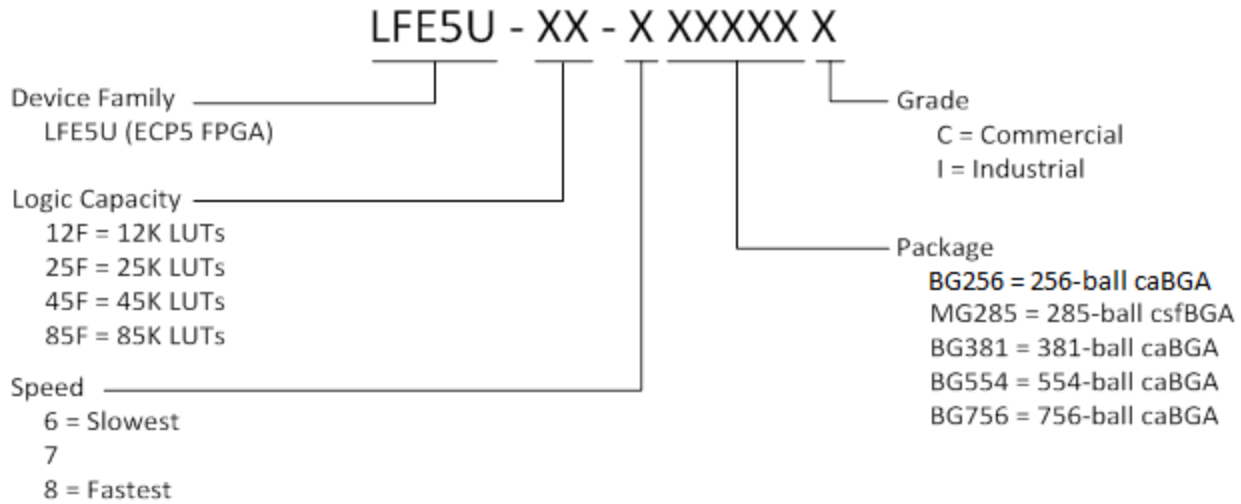 LFE5U - XX - X XXXXX X
Device Family
LFE5U (ECP5 FPGA)
Logic Capacity
12F = 12K LUTs
25F = 25K LUTs
45F = 45K LUTs
85F = 85K LUTs
Speed
6 = Slowest
7
8 = Fastest
Grade
C = Commercial
I = Industrial
Package
BG256 = 256-ball caBGA
MG285 = 285-ball csfBGA
BG381 = 381-ball caBGA
BG554 = 554-ball caBGA
BG756 = 756-ball caBGA